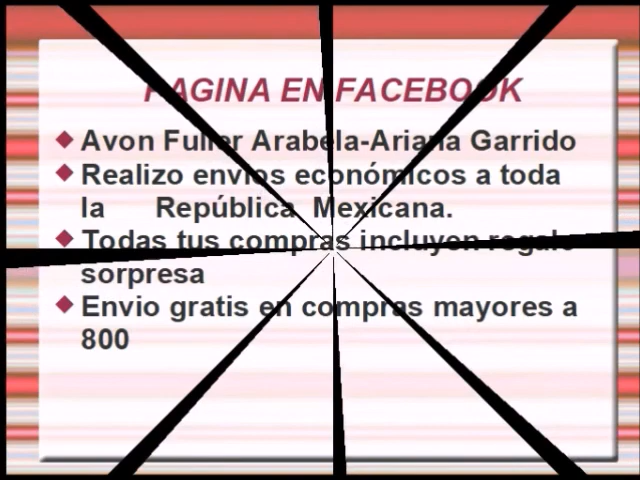 PAGINA EN FACEBOOK
Avon Fuller Arabela-Ariana Garrido
Realizo envíos económicos a toda
la República Mexicana.
Todas tus compras incluyen regalo
sorpresa
Envio gratis en compras mayores a
800